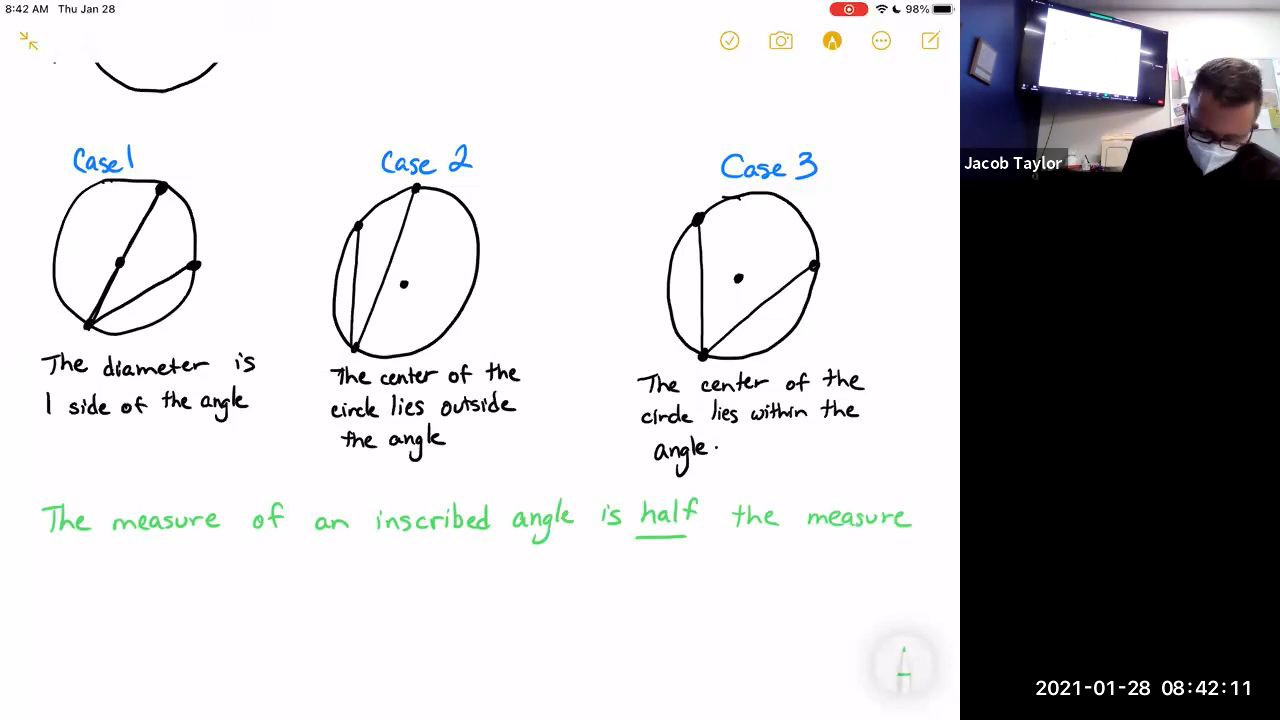 8:42 AM Thu Jan 28
98%
Case 1
Case 2
Case 3
The diameter is
1 side of the angle
The center of the
circle lies outside
the angle
The center of the
circle lies within the
angle.
The measure of an inscribed angle is half the measure
Jacob Taylor
2021-01-28 08:42:11